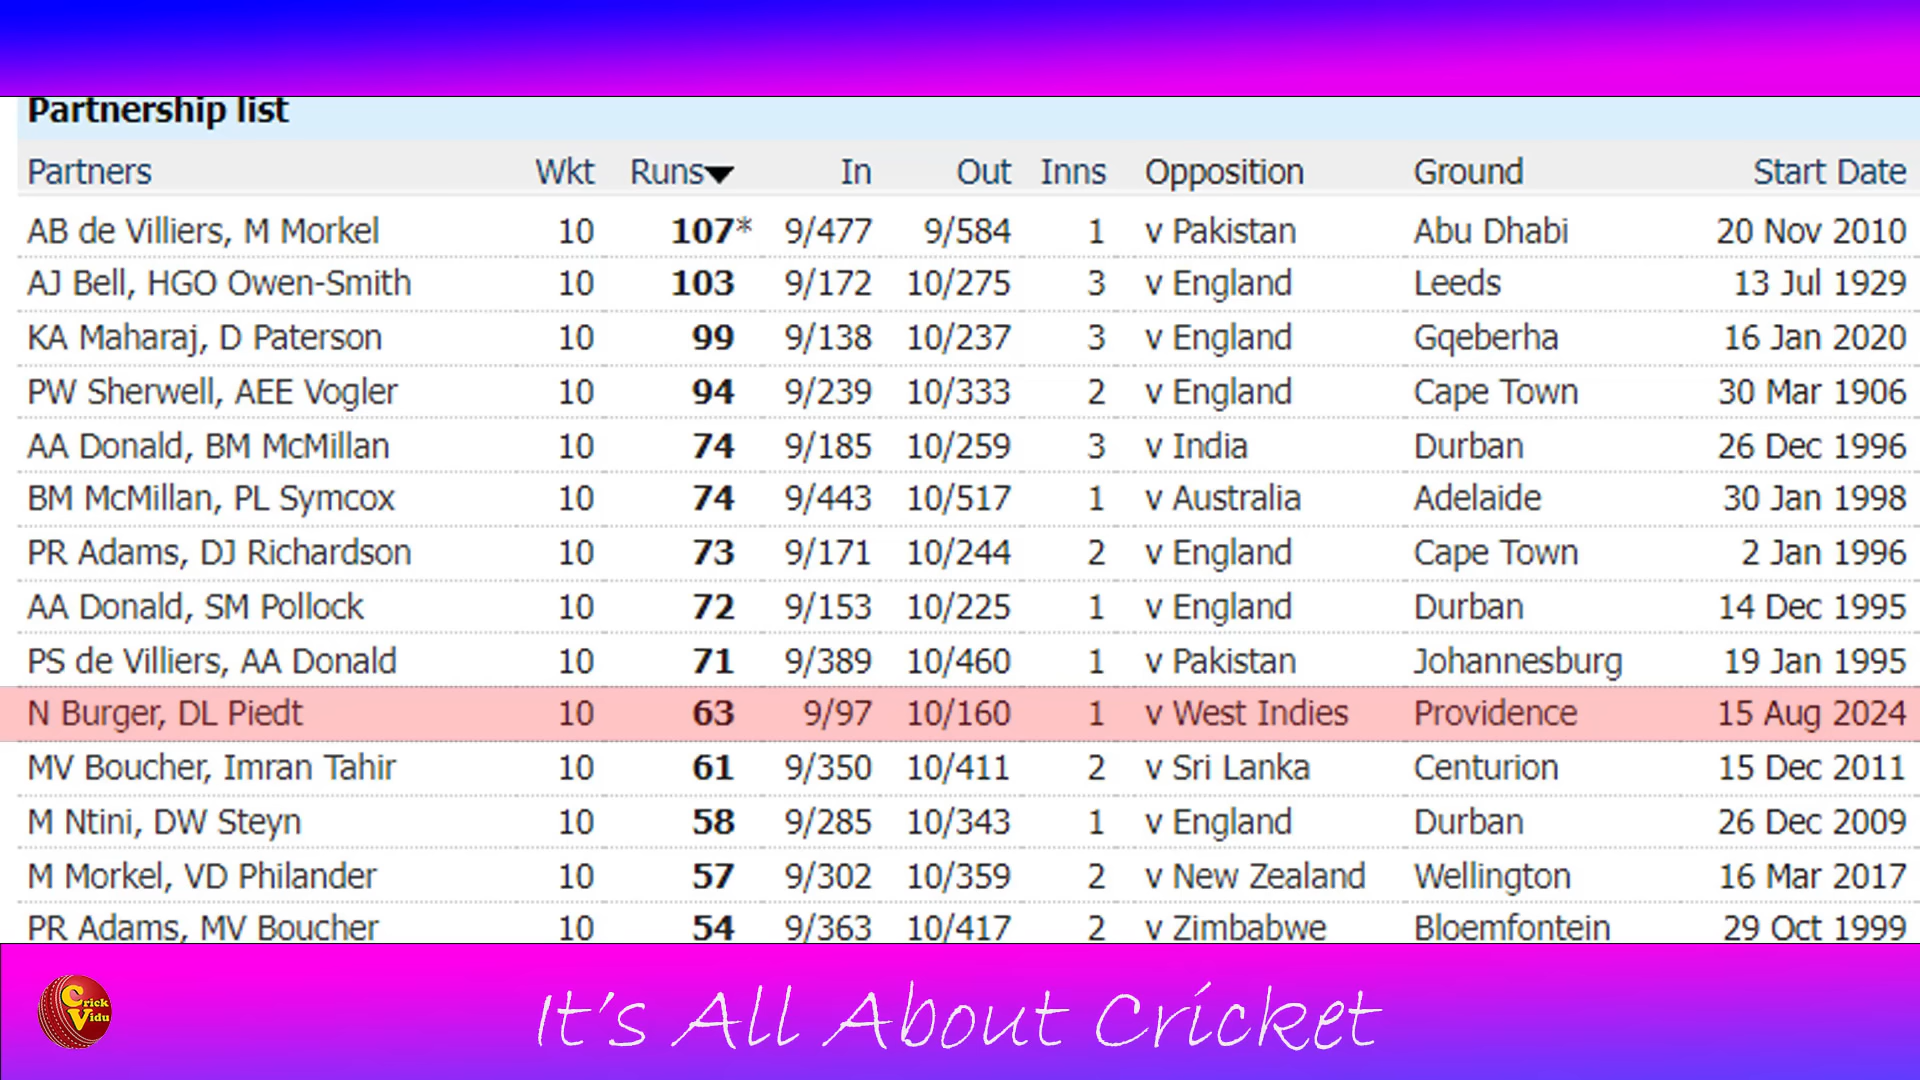 Partnership list
Partners Wkt Runs In Out Inns Opposition Ground Start Date
AB de Villiers, M Morkel 10 107* 9/477 9/584 1 v Pakistan Abu Dhabi 20 Nov 2010
AJ Bell, HGO Owen-Smith 10 103 9/172 10/275 3 v England Leeds 13 Jul 1929
KA Maharaj, D Paterson 10 99 9/138 10/237 3 v England Gqeberha 16 Jan 2020
PW Sherwell, AEE Vogler 10 94 9/239 10/333 2 v England Cape Town 30 Mar 1906
AA Donald, BM McMillan 10 74 9/185 10/259 3 v India Durban 26 Dec 1996
BM McMillan, PL Symcox 10 74 9/443 10/517 1 v Australia Adelaide 30 Jan 1998
PR Adams, DJ Richardson 10 73 9/171 10/244 2 v England Cape Town 2 Jan 1996
AA Donald, SM Pollock 10 72 9/153 10/225 1 v England Durban 14 Dec 1995
PS de Villiers, AA Donald 10 71 9/389 10/460 1 v Pakistan Johannesburg 19 Jan 1995
N Burger, DL Piedt 10 63 9/97 10/160 1 v West Indies Providence 15 Aug 2024
MV Boucher, Imran Tahir 10 61 9/350 10/411 2 v Sri Lanka Centurion 15 Dec 2011
M Ntini, DW Steyn 10 58 9/285 10/343 1 v England Durban 26 Dec 2009
M Morkel, VD Philander 10 57 9/302 10/359 2 v New Zealand Wellington 16 Mar 2017
PR Adams, MV Boucher 10 54 9/363 10/417 2 v Zimbabwe Bloemfontein 29 Oct 1999
Crick
Vidu
It's All About Cricket